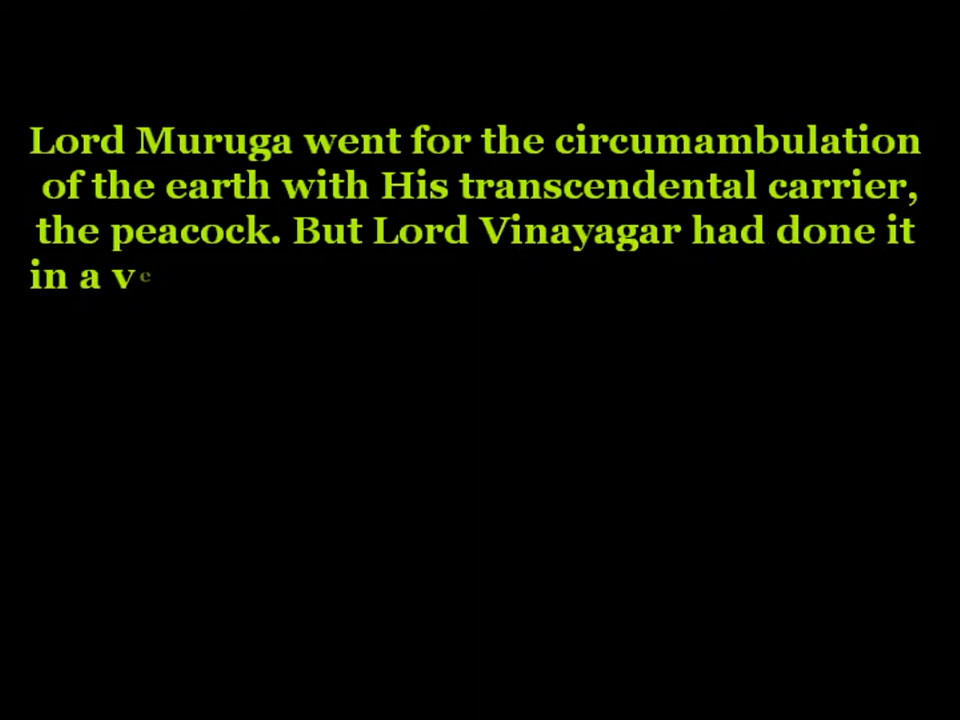 Lord Muruga went for the circumambulation
of the earth with His transcendental carrier,
the peacock. But Lord Vinayagar had done it
in a ve